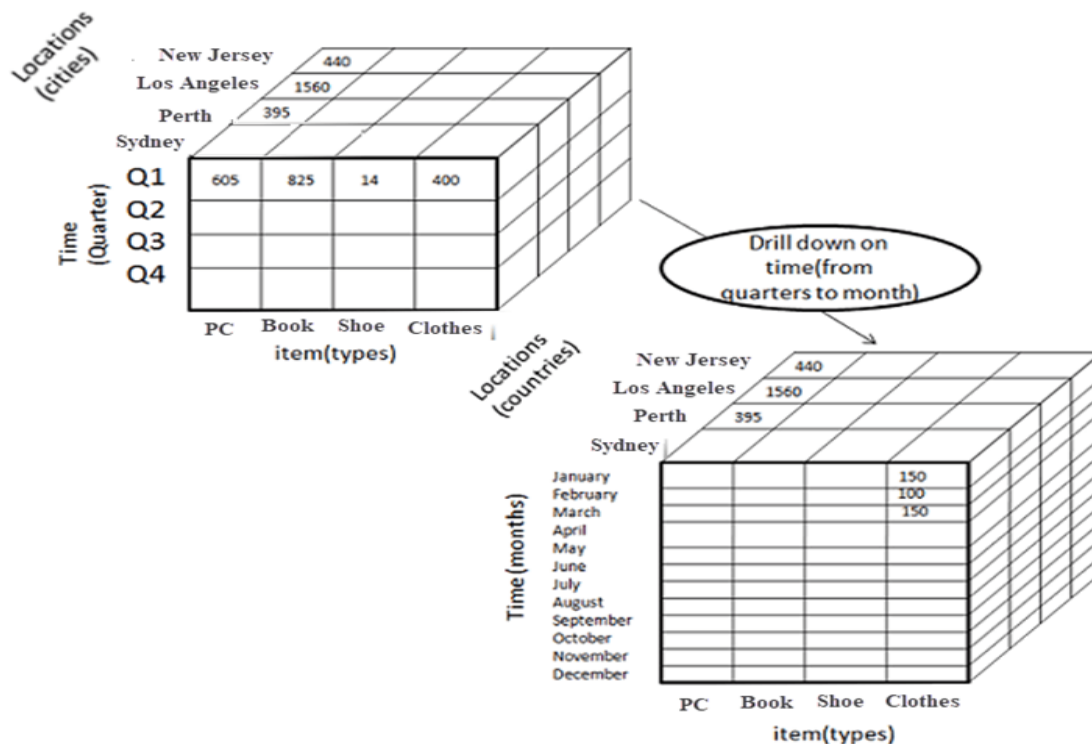 Locations
(cities)
New Jersey
Los Angeles
Perth
Sydney
440
1560
395
Time
(Quarter)
Q1
Q2
Q3
Q4
605 825 14 400
PC Book Shoe Clothes
item(types)
Drill down on
time(from
quarters to month)
Locations
(countries)
New Jersey
Los Angeles
Perth
Sydney
440
1560
395
Time(months)
January
February
March
April
May
June
July
August
September
October
November
December
150
100
150
PC Book Shoe Clothes
item(types)